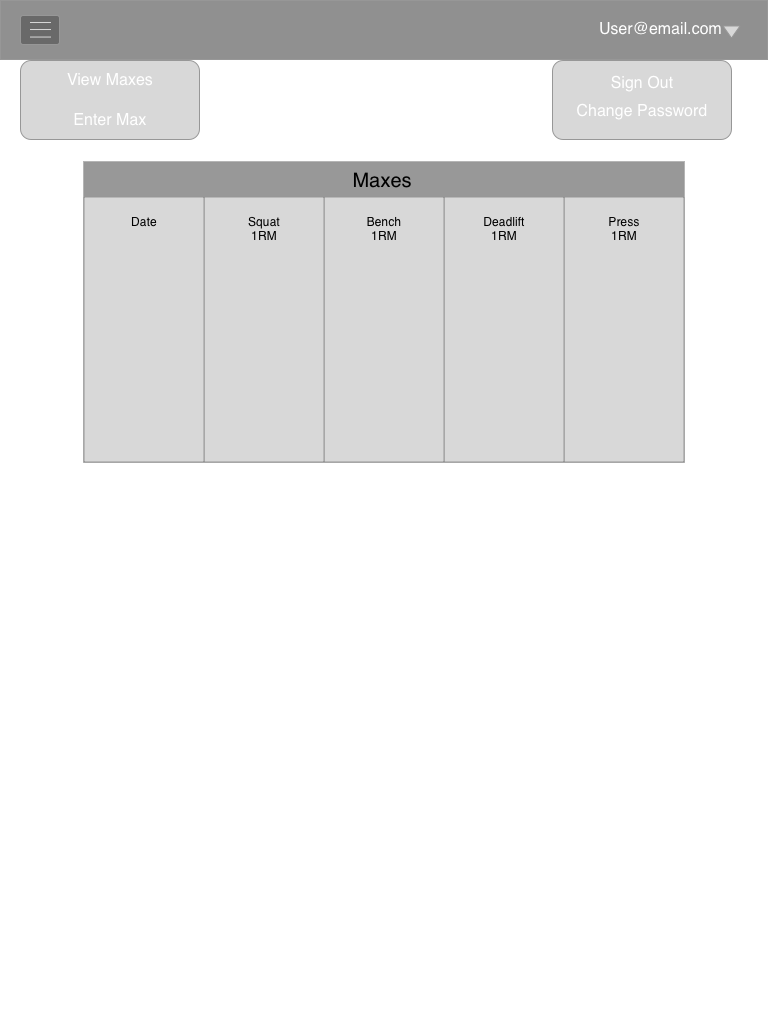 User@email.com
View Maxes
Enter Max
Sign Out
Change Password
Maxes
Date
Squat
1RM
Bench
1RM
Deadlift
1RM
Press
1RM